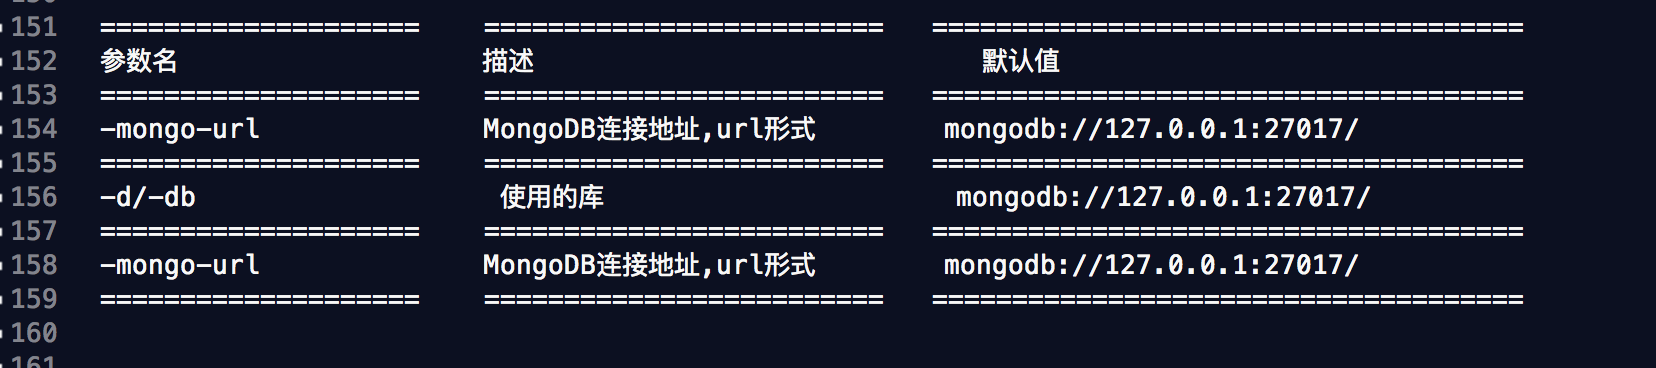 151 ==================== ========================= =====================================
152 参数名 描述 默认值
153 ==================== ========================= =====================================
154 -mongo-url MongoDB连接地址,url形式 mongodb://127.0.0.1:27017/
155 ==================== ========================= =====================================
156 -d/-db 使用的库 mongodb://127.0.0.1:27017/
157 ==================== ========================= =====================================
158 -mongo-url MongoDB连接地址,url形式 mongodb://127.0.0.1:27017/
159 ==================== ========================= =====================================
160
161